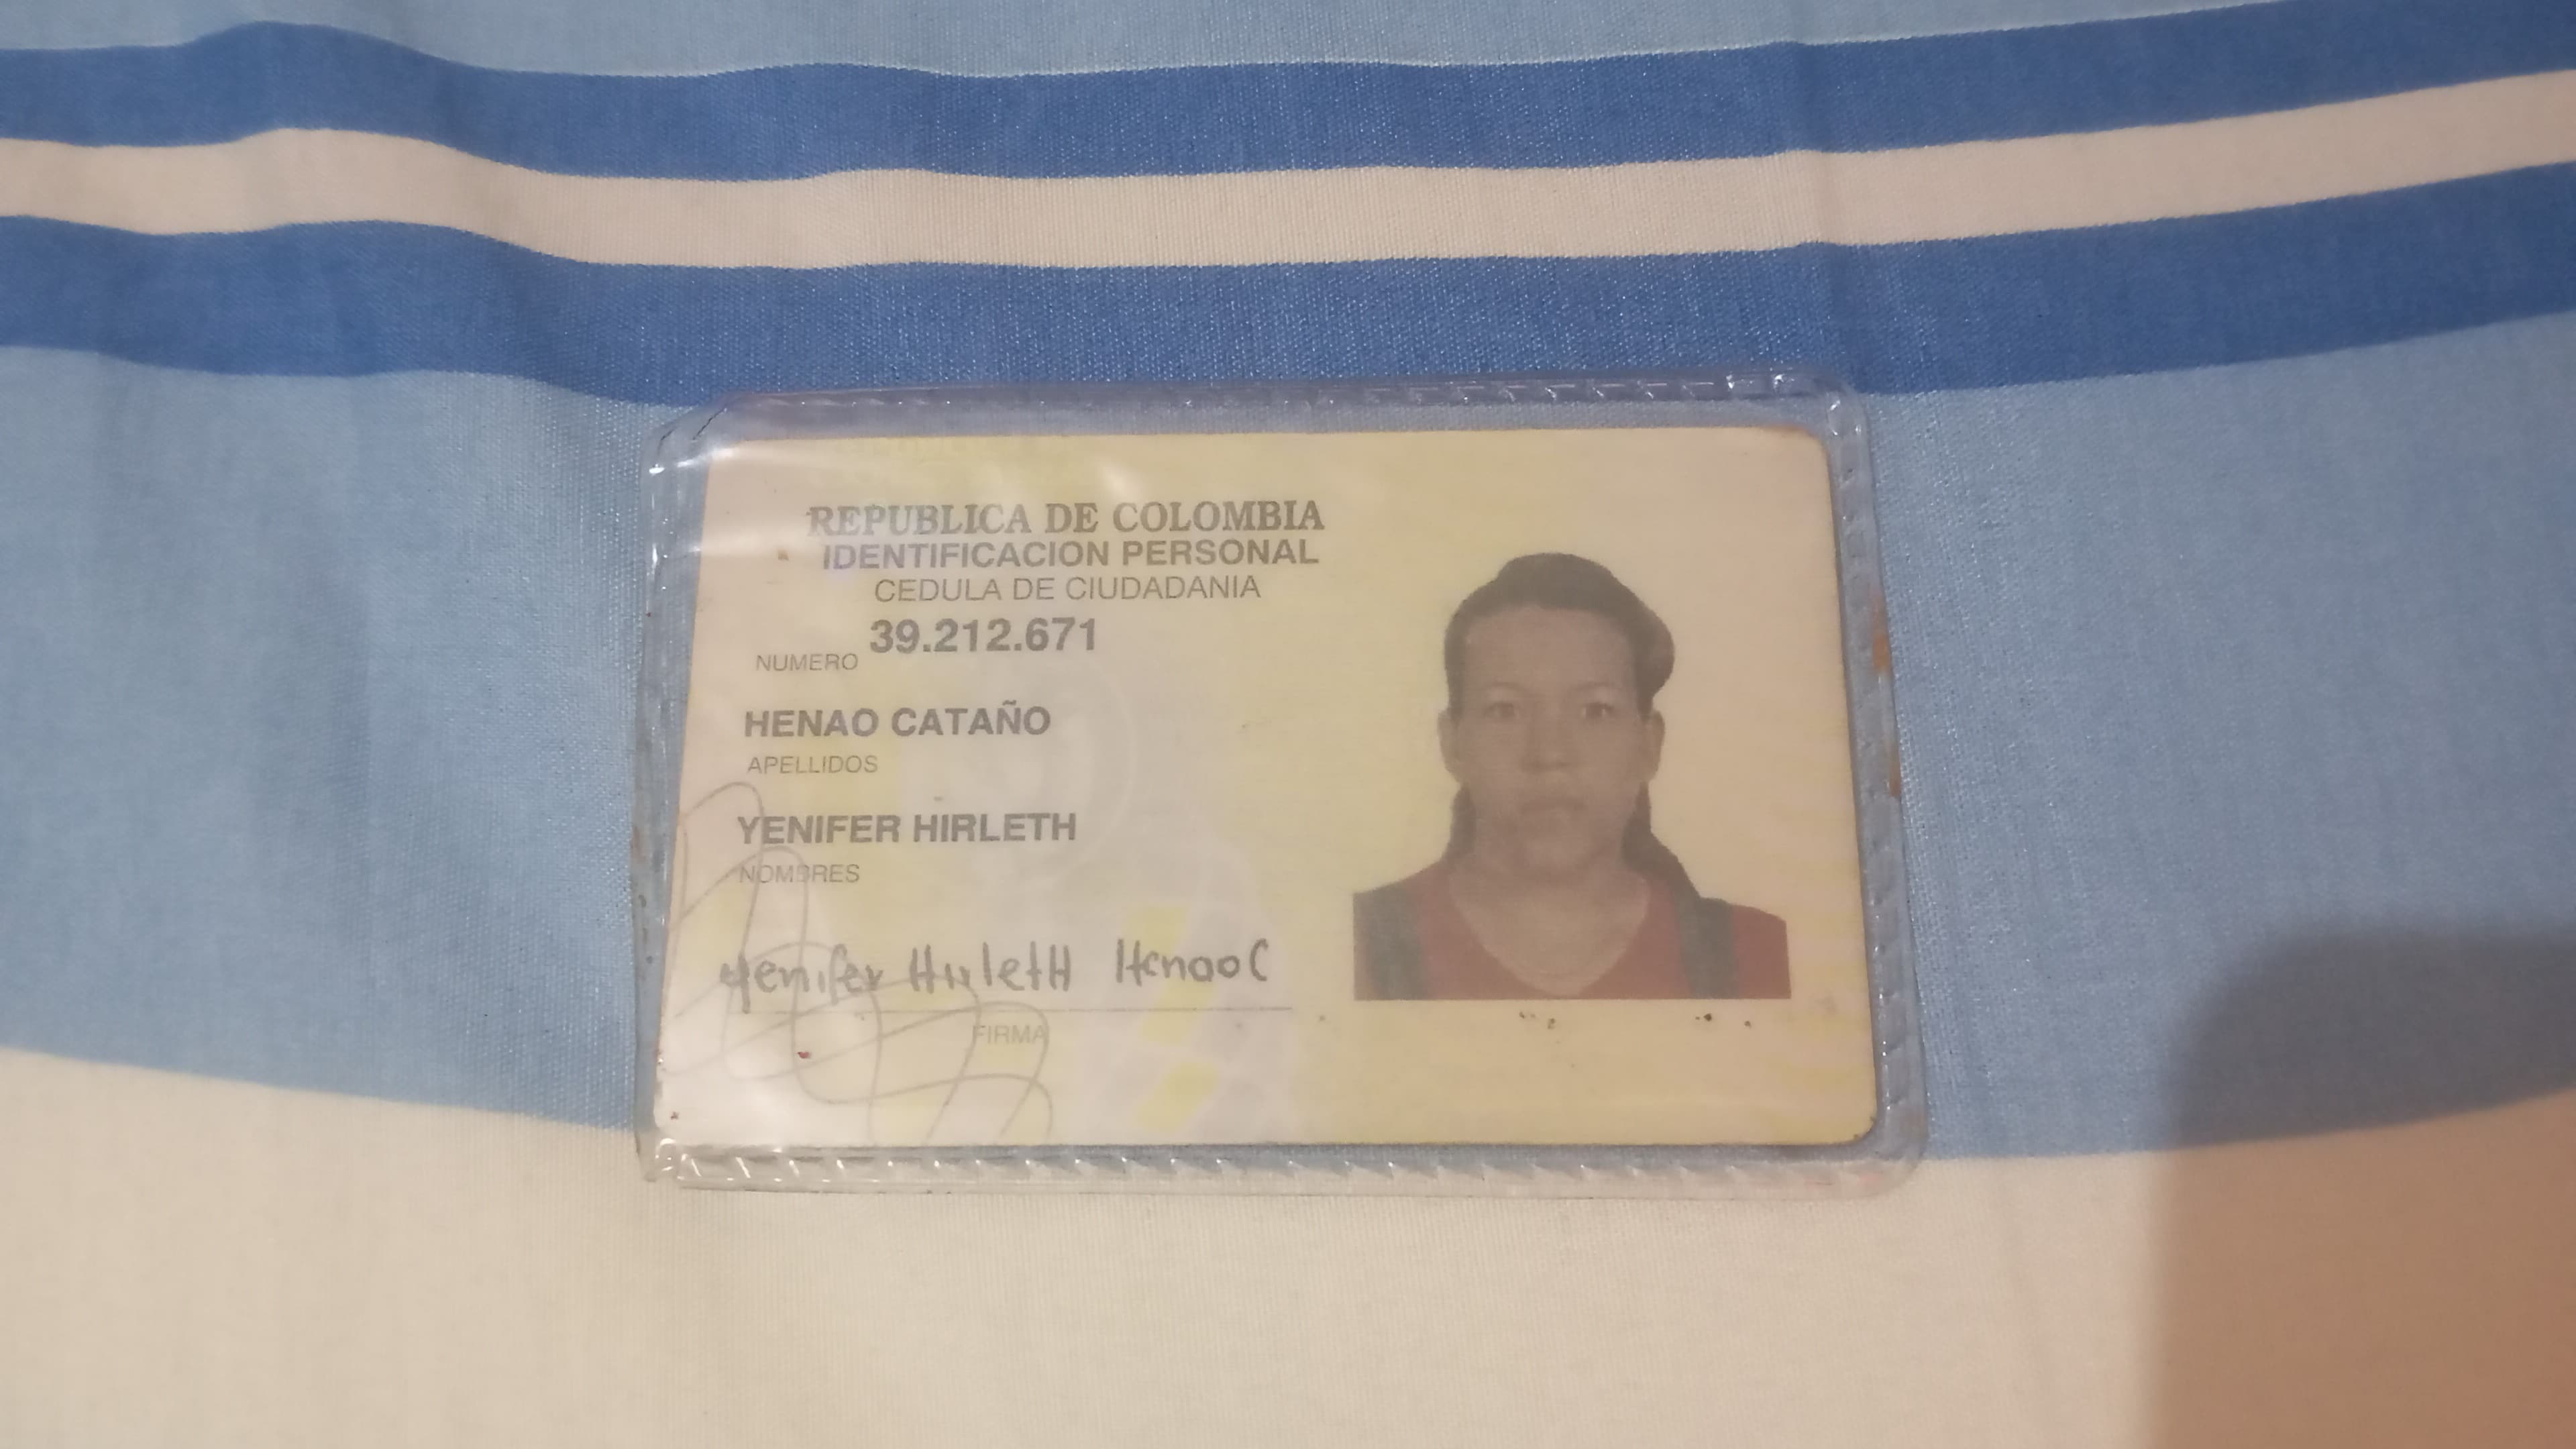 REPUBLICA DE COLOMBIA
IDENTIFICACION PERSONAL
CEDULA DE CIUDADANIA
NUMERO 39.212.671
HENAO CATAÑO
APELLIDOS
YENIFER HIRLETH
NOMBRES
Yenifer HirletH Henao C
FIRMA